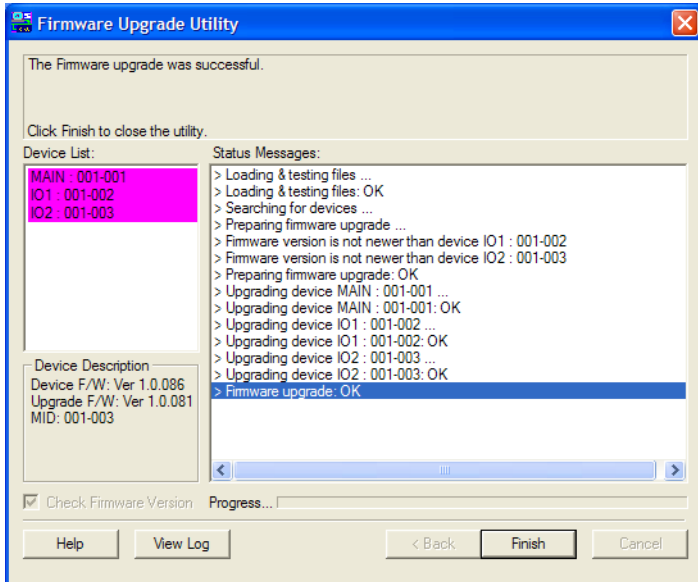 Firmware Upgrade Utility
The Firmware upgrade was successful.
Click Finish to close the utility.
Device List:
MAIN : 001-001
IO1 : 001-002
IO2 : 001-003
Status Messages:
> Loading & testing files ...
> Loading & testing files: OK
> Searching for devices ...
> Preparing firmware upgrade ...
> Firmware version is not newer than device IO1 : 001-002
> Firmware version is not newer than device IO2 : 001-003
> Preparing firmware upgrade: OK
> Upgrading device MAIN : 001-001 ...
> Upgrading device MAIN : 001-001: OK
> Upgrading device IO1 : 001-002 ...
> Upgrading device IO1 : 001-002: OK
> Upgrading device IO2 : 001-003 ...
> Upgrading device IO2 : 001-003: OK
> Firmware upgrade: OK
Device Description
Device F/W: Ver 1.0.086
Upgrade F/W: Ver 1.0.081
MID: 001-003
Check Firmware Version
Progress...
Help
View Log
< Back
Finish
Cancel